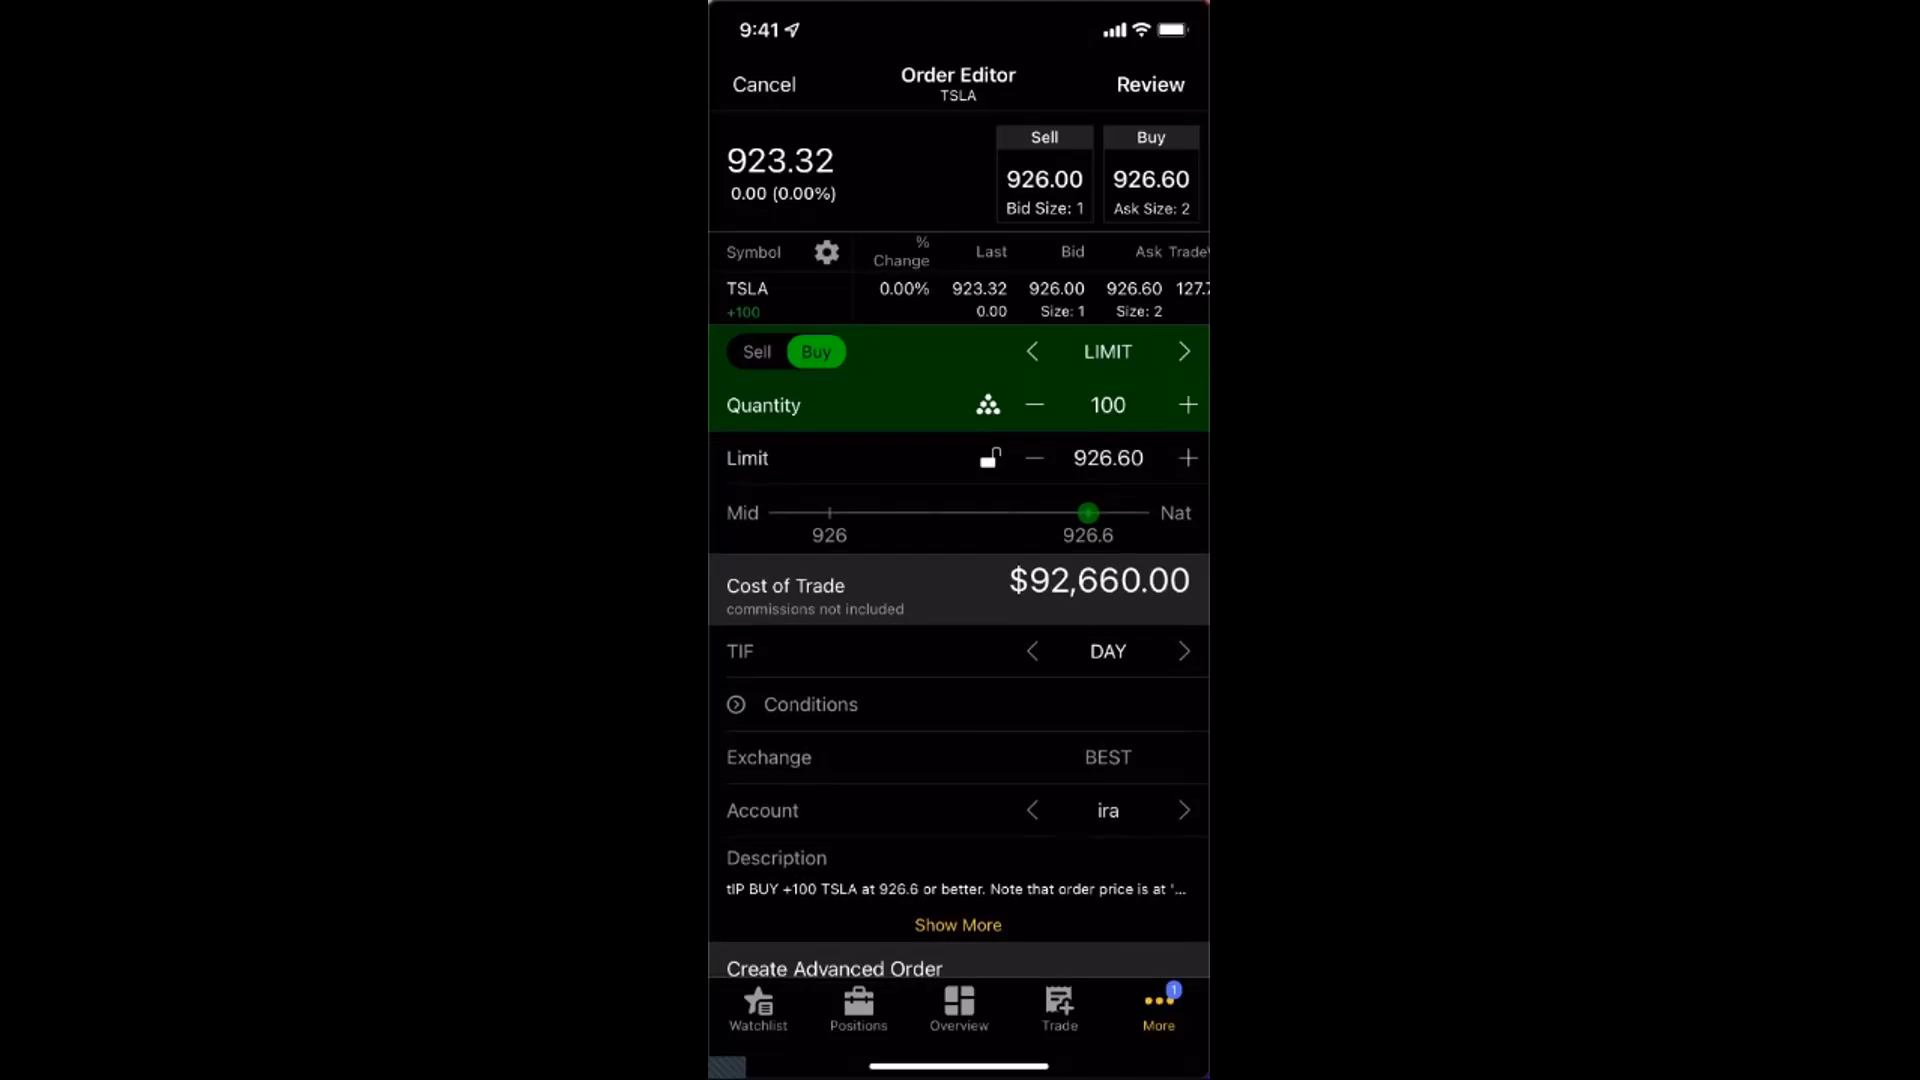 9:41
Cancel
Order Editor
Review
TSLA
Sell
Buy
923.32
926.00
926.60
0.00 (0.00%)
Bid Size: 1
Ask Size: 2
Symbol
% Change
Last
Bid
Ask
Trade
TSLA
0.00%
923.32
926.00
926.60
127.
+100
0.00
Size: 1
Size: 2
Sell
Buy
LIMIT
Quantity
100
Limit
926.60
Mid
Nat
926
926.6
Cost of Trade
$92,660.00
commissions not included
TIF
DAY
Conditions
Exchange
BEST
Account
ira
Description
tIP BUY +100 TSLA at 926.6 or better. Note that order price is at '...
Show More
Create Advanced Order
1
Watchlist
Positions
Overview
Trade
More